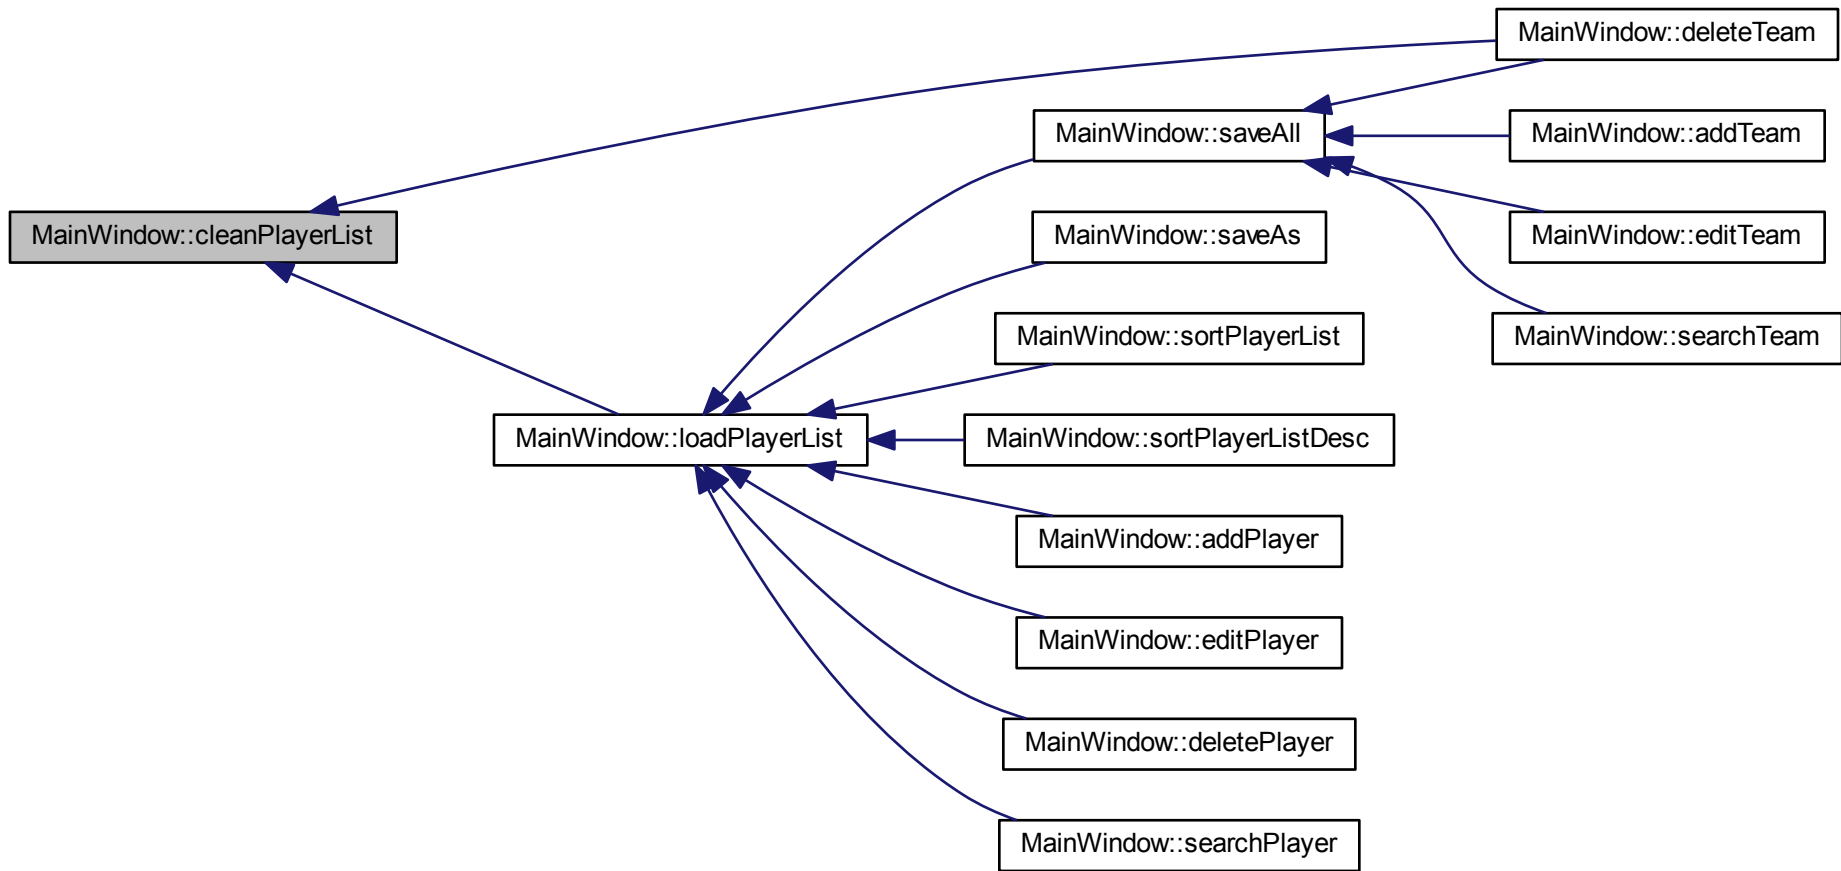 MainWindow::deleteTeam
MainWindow::saveAll
MainWindow::addTeam
MainWindow::cleanPlayerList
MainWindow::saveAs
MainWindow::editTeam
MainWindow::sortPlayerList
MainWindow::searchTeam
MainWindow::loadPlayerList
MainWindow::sortPlayerListDesc
MainWindow::addPlayer
MainWindow::editPlayer
MainWindow::deletePlayer
MainWindow::searchPlayer